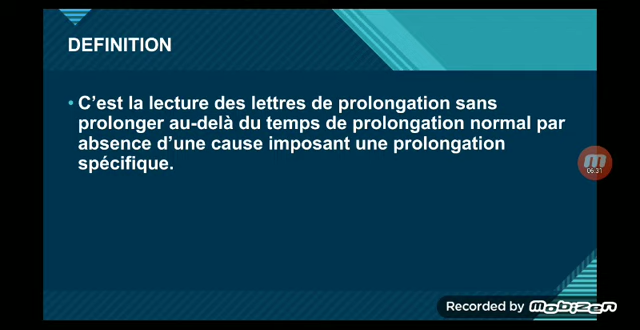 DEFINITION
• C'est la lecture des lettres de prolongation sans
prolonger au-delà du temps de prolongation normal par
absence d'une cause imposant une prolongation
spécifique.
06:31
Recorded by Mobizen